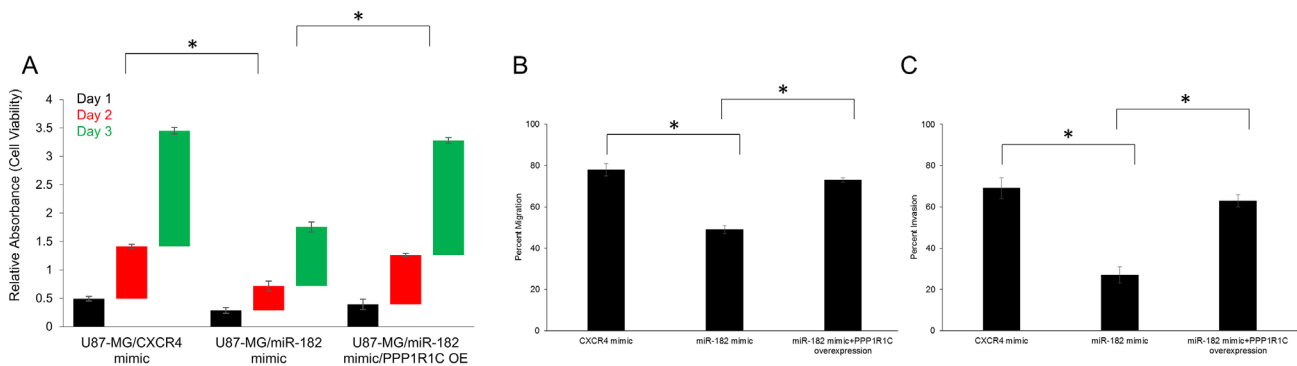 A
*
*
Relative Absorbance (Cell Viability)
4
3.5
3
2.5
2
1.5
1
0.5
0
Day 1
Day 2
Day 3
U87-MG/CXCR4
mimic
U87-MG/miR-182
mimic
U87-MG/miR-182
mimic/PPP1R1C OE
B
*
*
Percent Migration
100
80
60
40
20
0
CXCR4 mimic
miR-182 mimic
miR-182 mimic+PPP1R1C
overexpression
C
*
*
Percent Invasion
100
80
60
40
20
0
CXCR4 mimic
miR-182 mimic
miR-182 mimic+PPP1R1C
overexpression